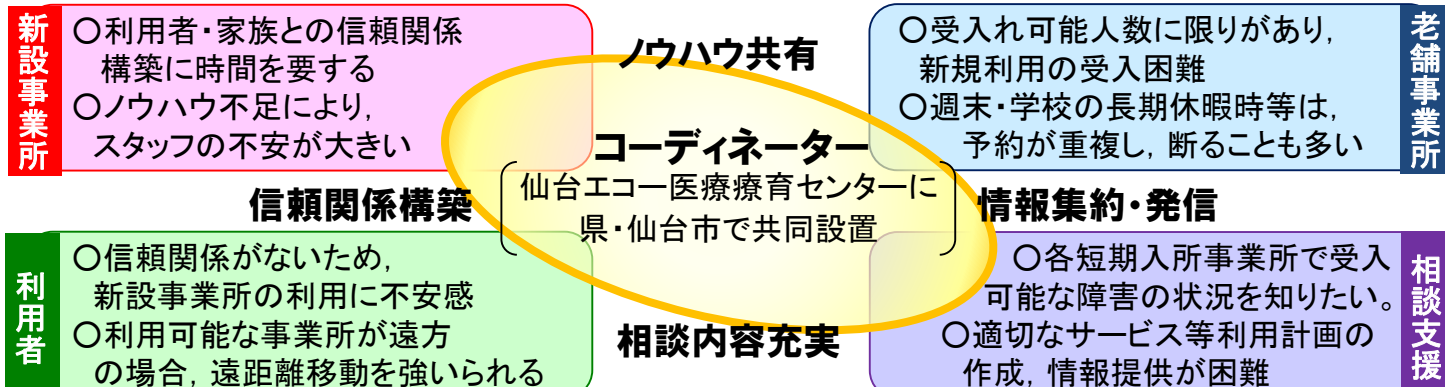 新設事業所
〇利用者・家族との信頼関係
構築に時間を要する
〇ノウハウ不足により,
スタッフの不安が大きい
ノウハウ共有
〇受入れ可能人数に限りがあり,
新規利用の受入困難
〇週末・学校の長期休暇時等は,
予約が重複し, 断ることも多い
老舗事業所
コーディネーター
仙台エコー医療療育センターに
県・仙台市で共同設置
信頼関係構築
情報集約・発信
利用者
〇信頼関係がないため,
新設事業所の利用に不安感
〇利用可能な事業所が遠方
の場合, 遠距離移動を強いられる
相談内容充実
〇各短期入所事業所で受入
可能な障害の状況を知りたい。
〇適切なサービス等利用計画の
作成, 情報提供が困難
相談支援